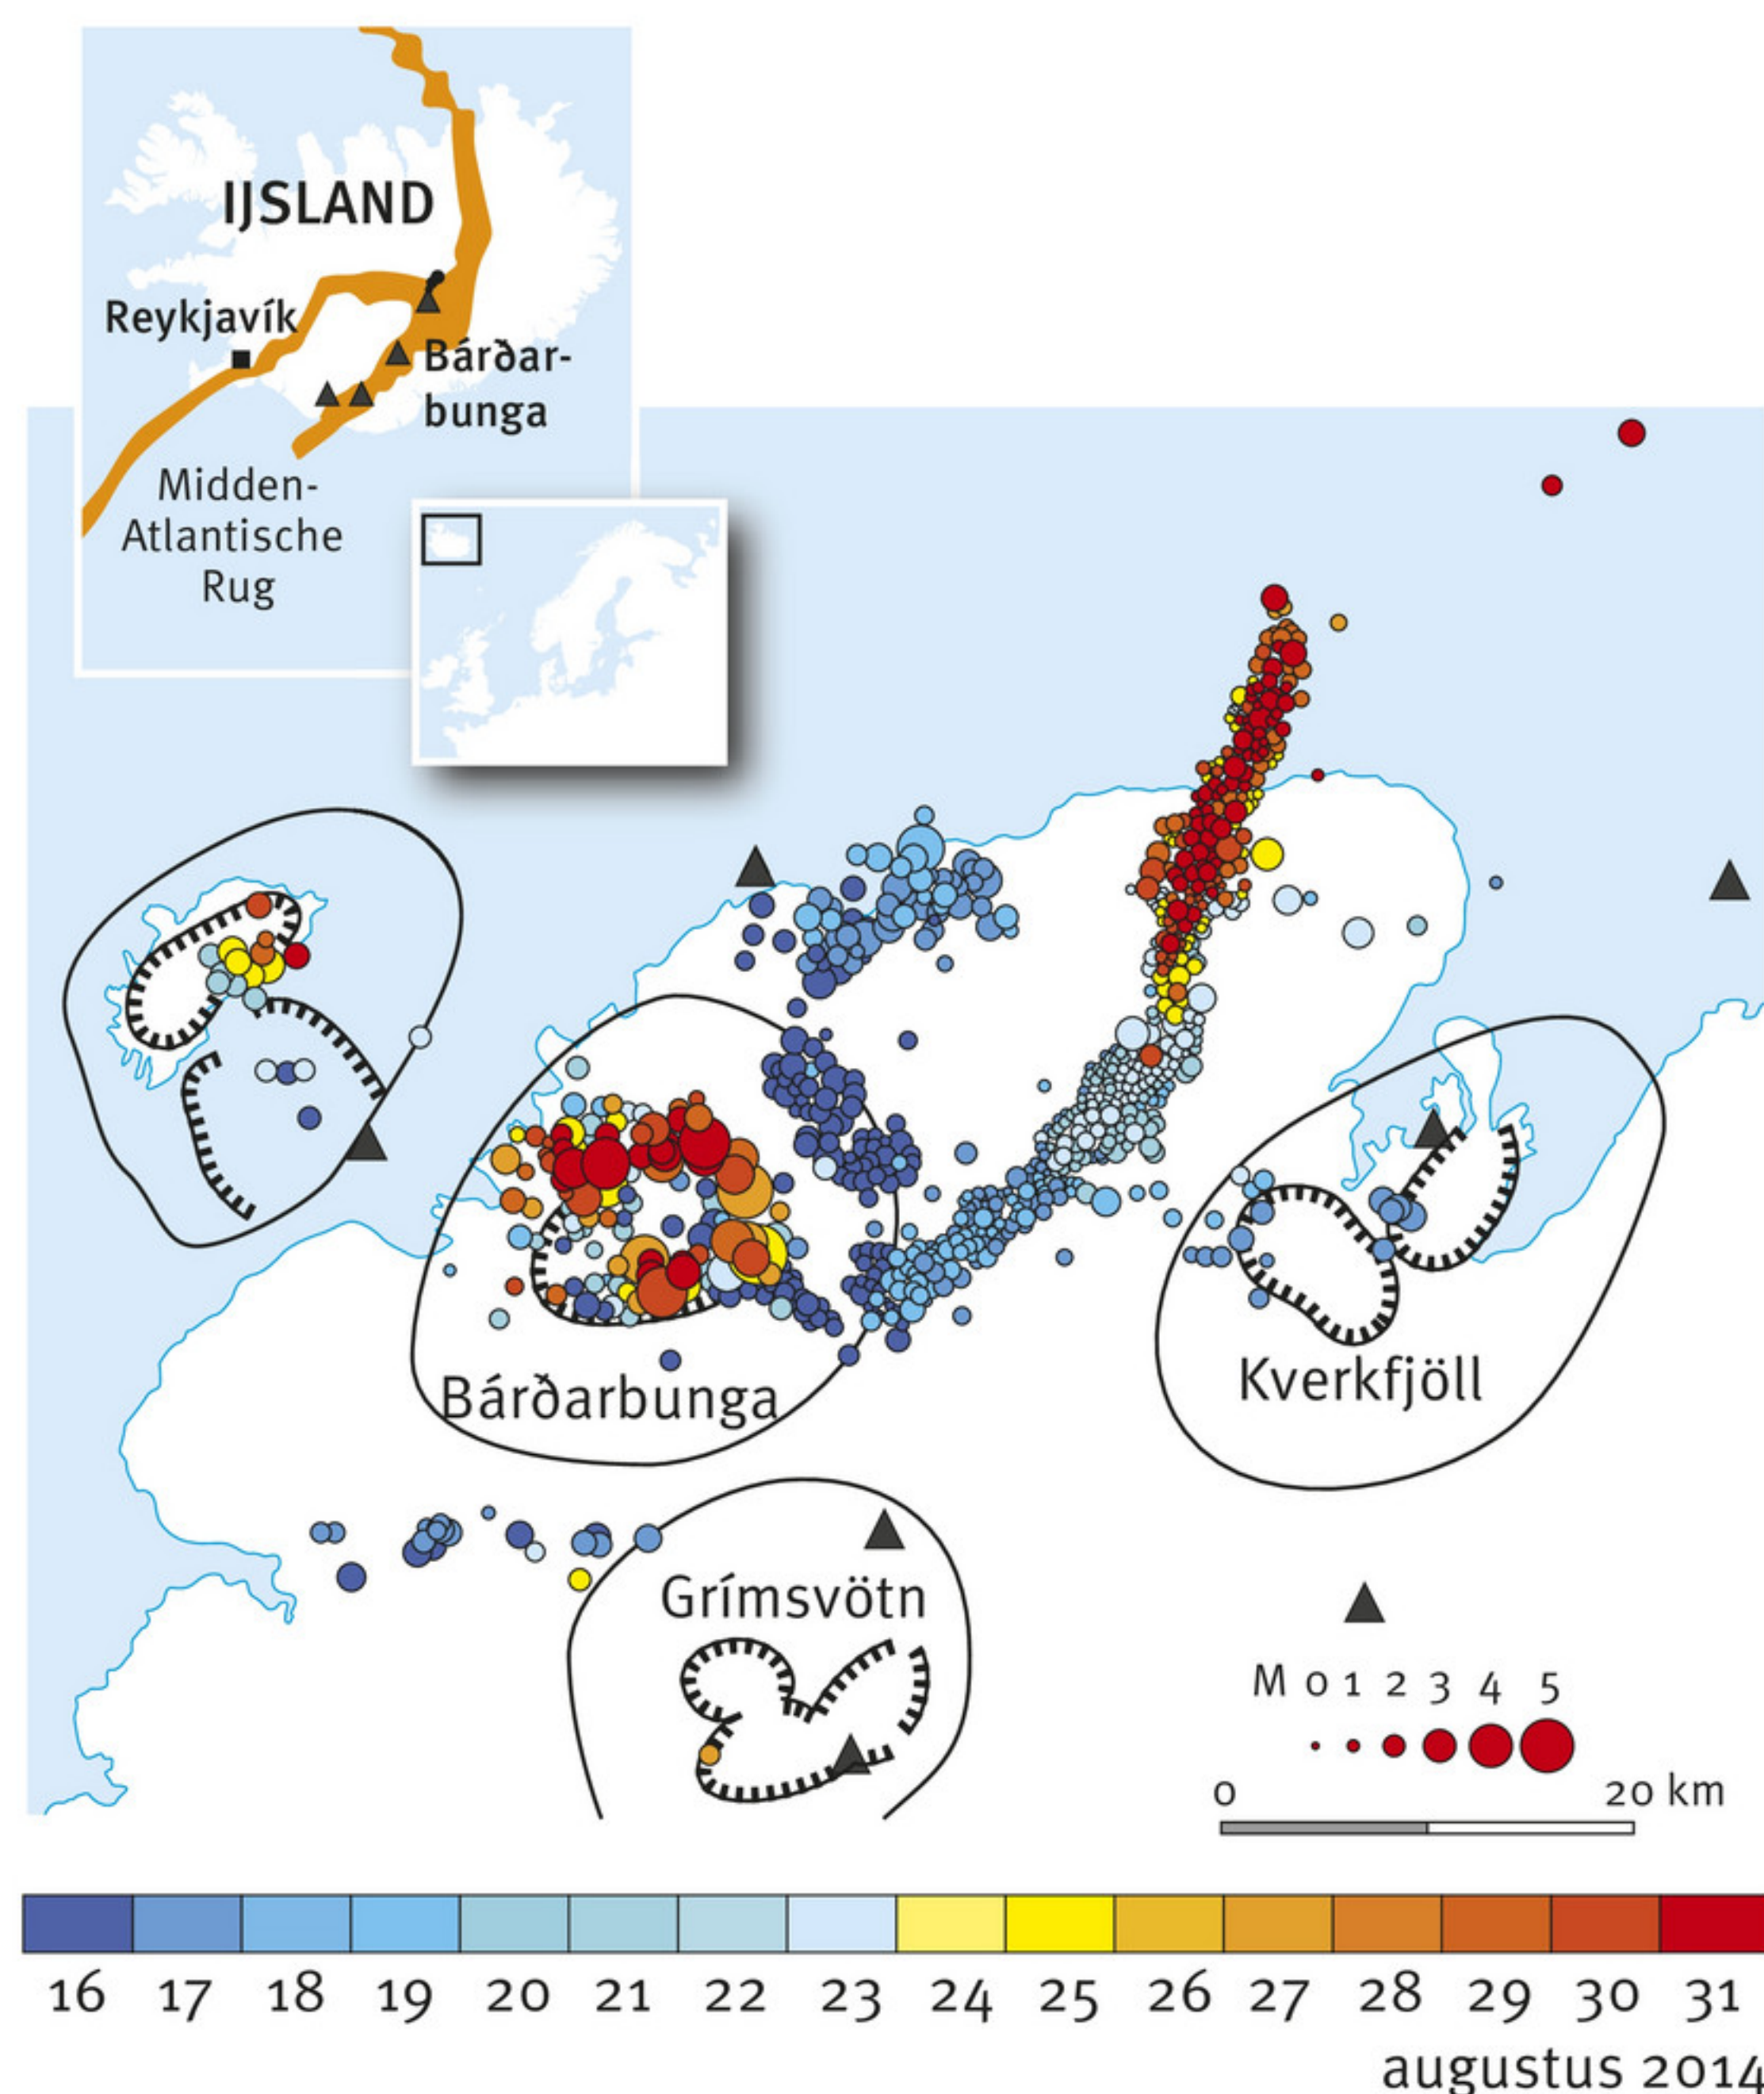 IJSLAND
Reykjavík
Bárðar-
bunga
Midden-
Atlantische
Rug
Bárðarbunga
Kverkfjöll
Grímsvötn
M 0 1 2 3 4 5
0 20 km
16 17 18 19 20 21 22 23 24 25 26 27 28 29 30 31
augustus 2014